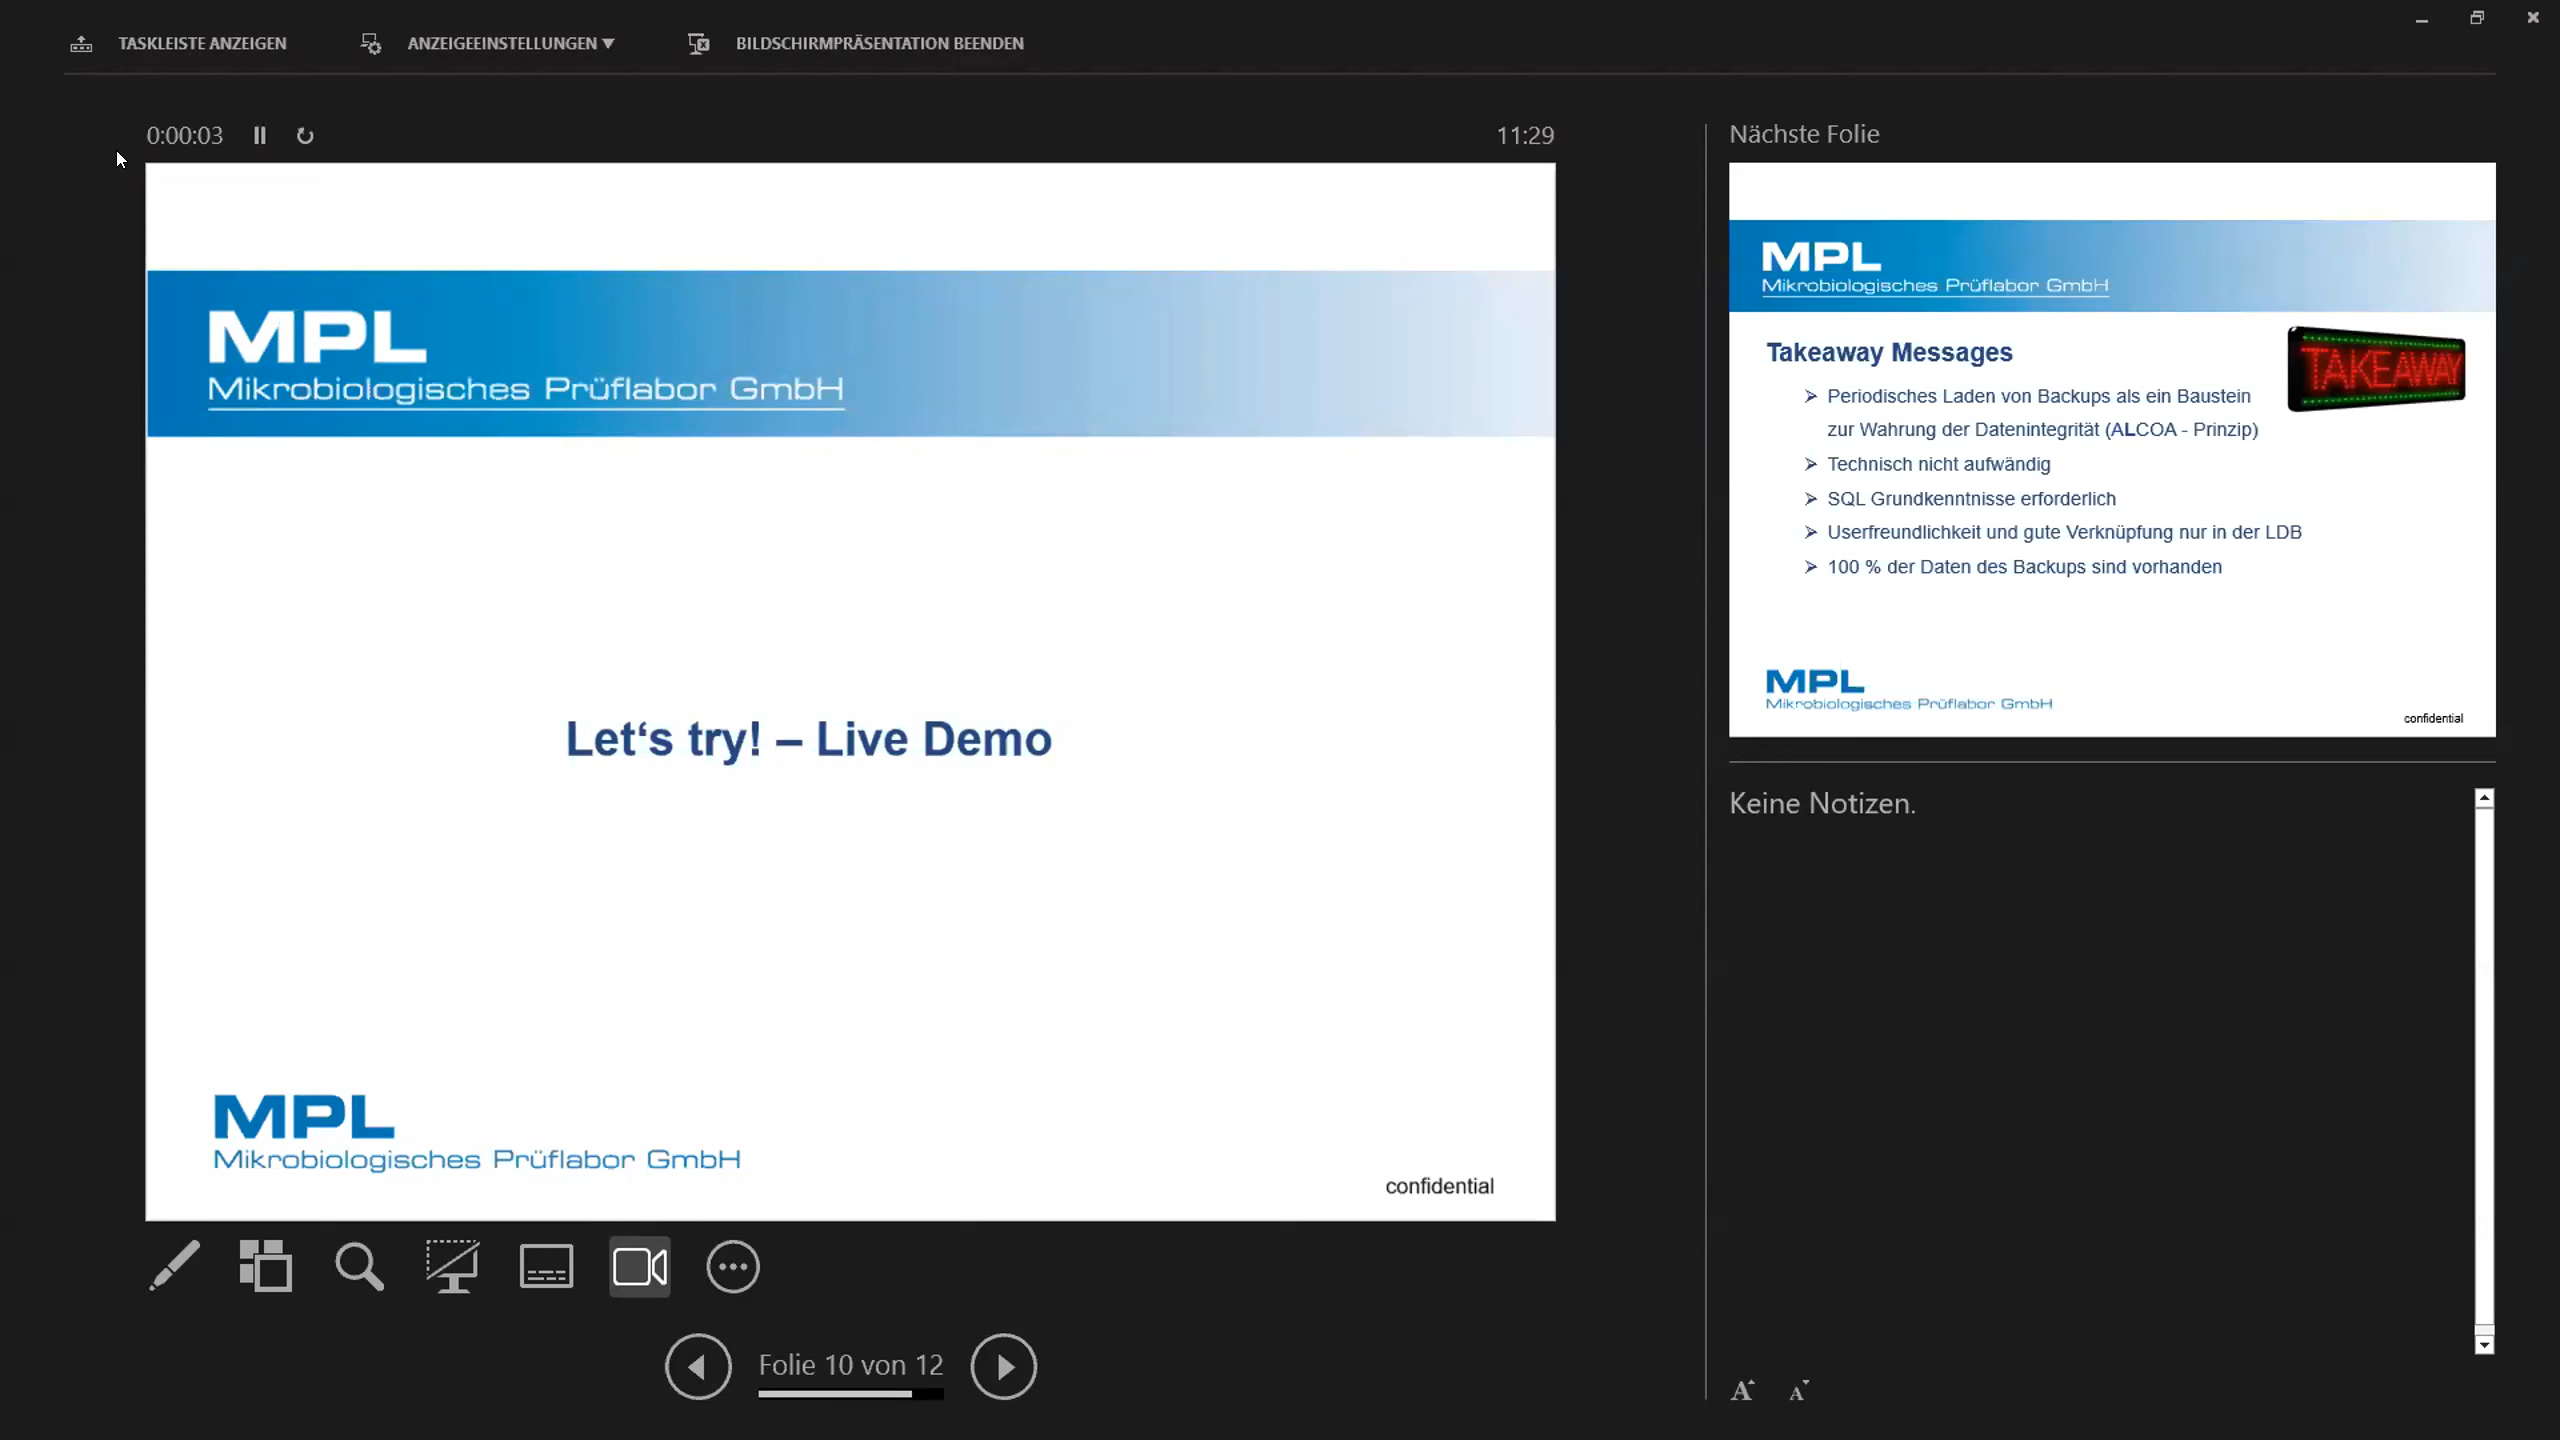 TASKLEISTE ANZEIGEN
ANZEIGEEINSTELLUNGEN ▼
BILDSCHIRMPRÄSENTATION BEENDEN
0:00:03
11:29
MPL
Mikrobiologisches Prüflabor GmbH
Let‘s try! – Live Demo
MPL
Mikrobiologisches Prüflabor GmbH
confidential
Folie 10 von 12
Nächste Folie
MPL
Mikrobiologisches Prüflabor GmbH
Takeaway Messages
TAKEAWAY
➢ Periodisches Laden von Backups als ein Baustein
zur Wahrung der Datenintegrität (ALCOA - Prinzip)
➢ Technisch nicht aufwändig
➢ SQL Grundkenntnisse erforderlich
➢ Userfreundlichkeit und gute Verknüpfung nur in der LDB
➢ 100 % der Daten des Backups sind vorhanden
MPL
Mikrobiologisches Prüflabor GmbH
confidential
Keine Notizen.
A A